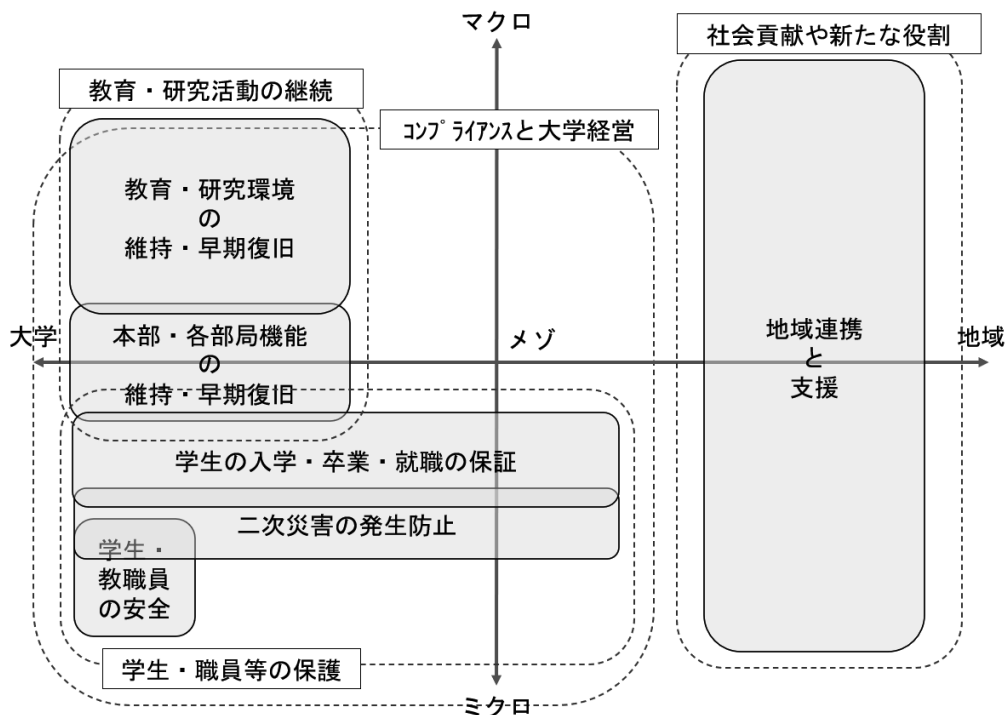 マクロ
社会貢献や新たな役割
教育・研究活動の継続
コンプライアンスと大学経営
教育・研究環境
の
維持・早期復旧
大学
本部・各部局機能
の
維持・早期復旧
メゾ
地域連携
と
支援
地域
学生の入学・卒業・就職の保証
二次災害の発生防止
学生・
教職員
の安全
学生・職員等の保護
ミクロ